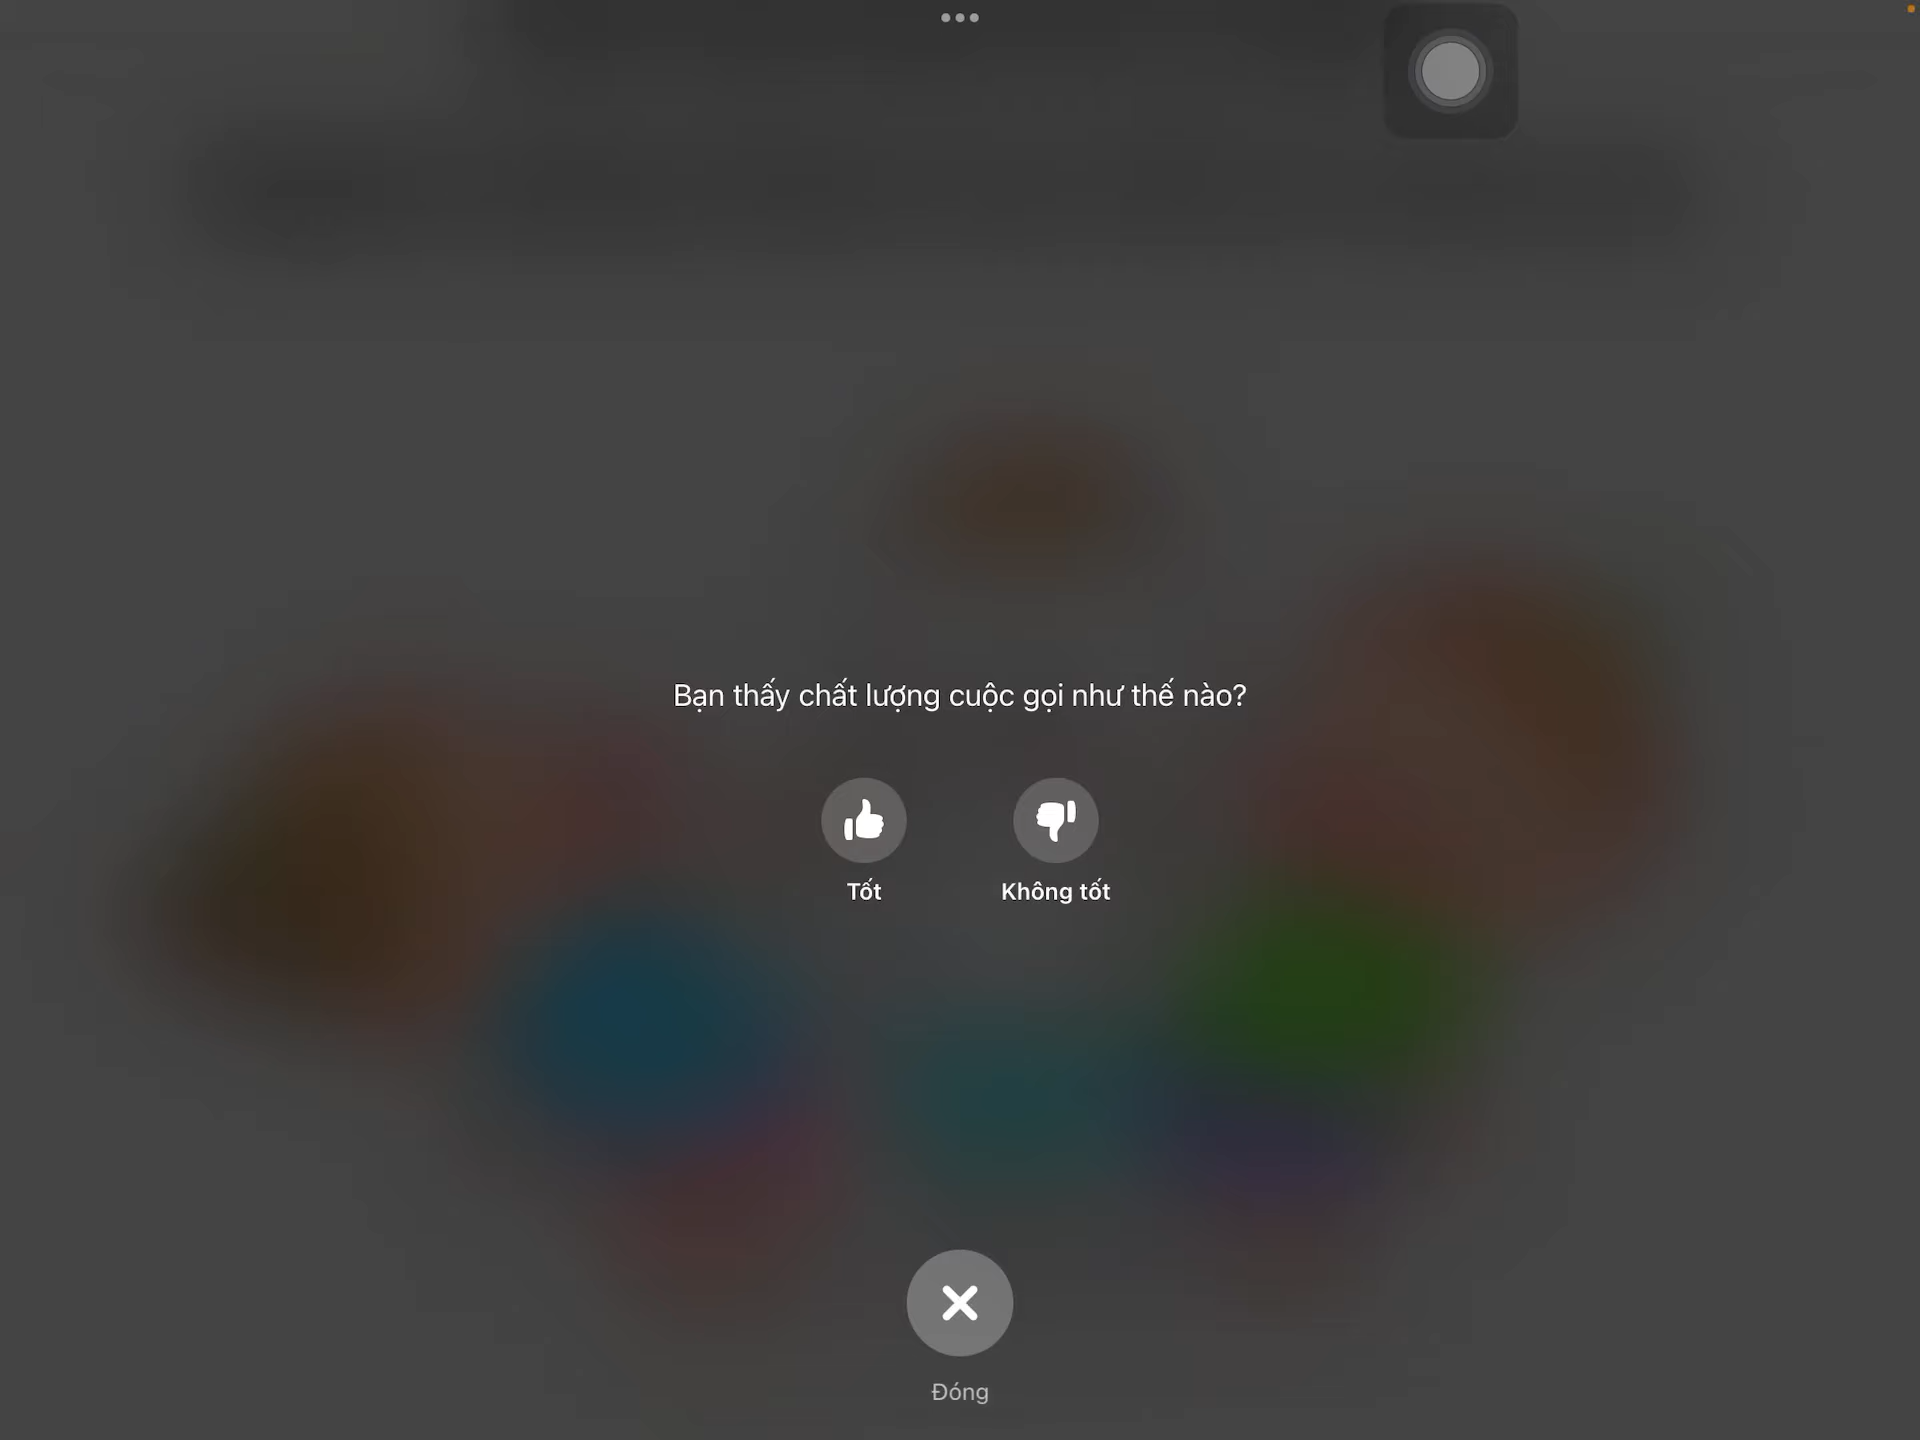 Bạn thấy chất lượng cuộc gọi như thế nào?
Tốt
Không tốt
Đóng